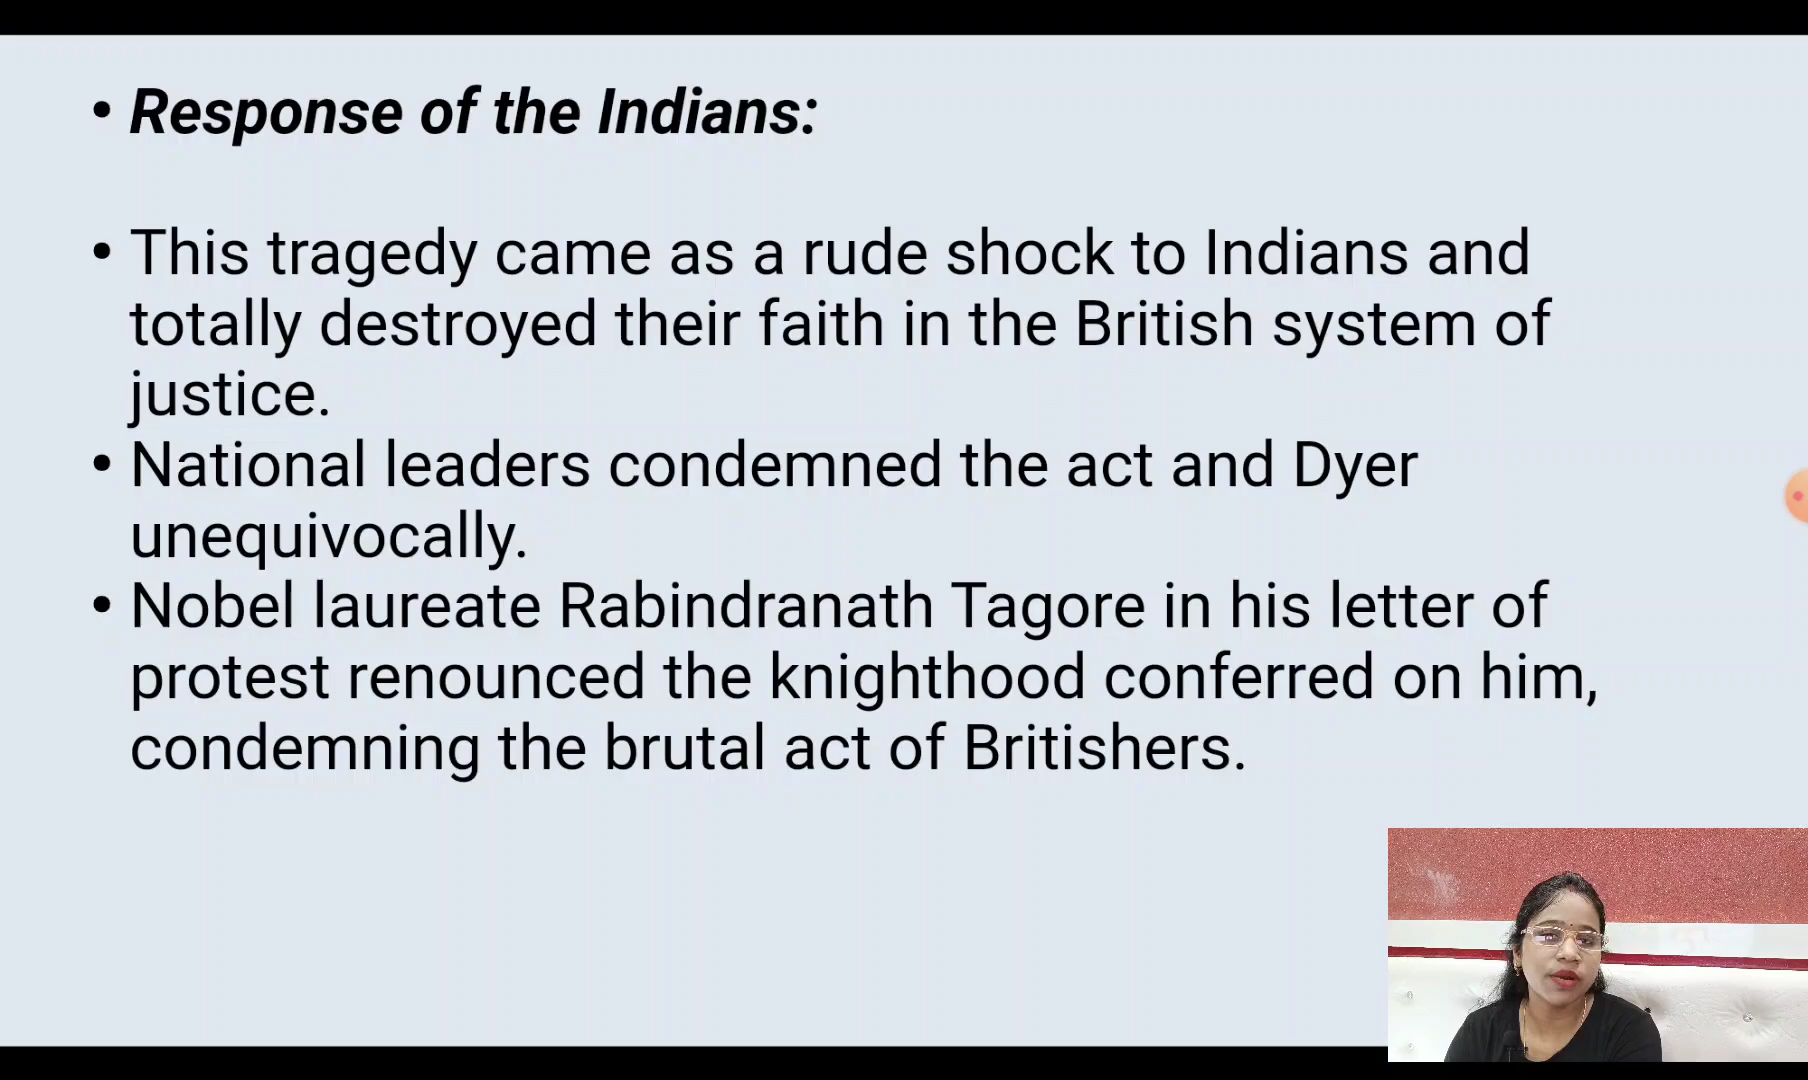 • Response of the Indians:
• This tragedy came as a rude shock to Indians and
totally destroyed their faith in the British system of
justice.
• National leaders condemned the act and Dyer
unequivocally.
• Nobel laureate Rabindranath Tagore in his letter of
protest renounced the knighthood conferred on him,
condemning the brutal act of Britishers.